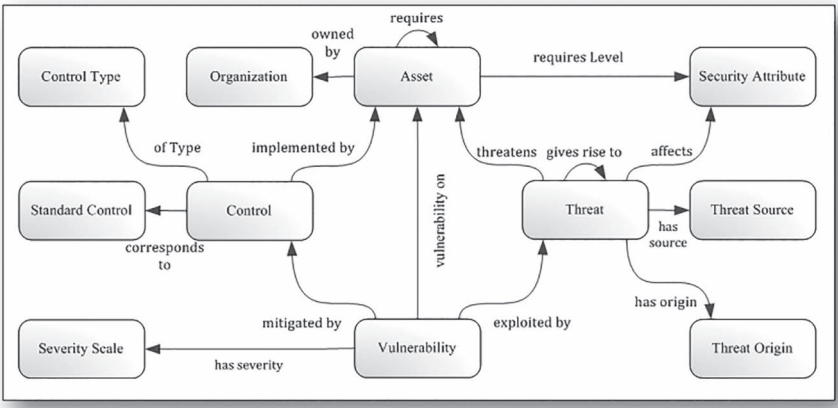 requires
owned
by
requires Level
Control Type
Organization
Asset
Security Attribute
of Type
implemented by
threatens
gives rise to
affects
vulnerability on
Standard Control
Control
Threat
Threat Source
corresponds
to
has
source
mitigated by
exploited by
has origin
Severity Scale
has severity
Vulnerability
Threat Origin